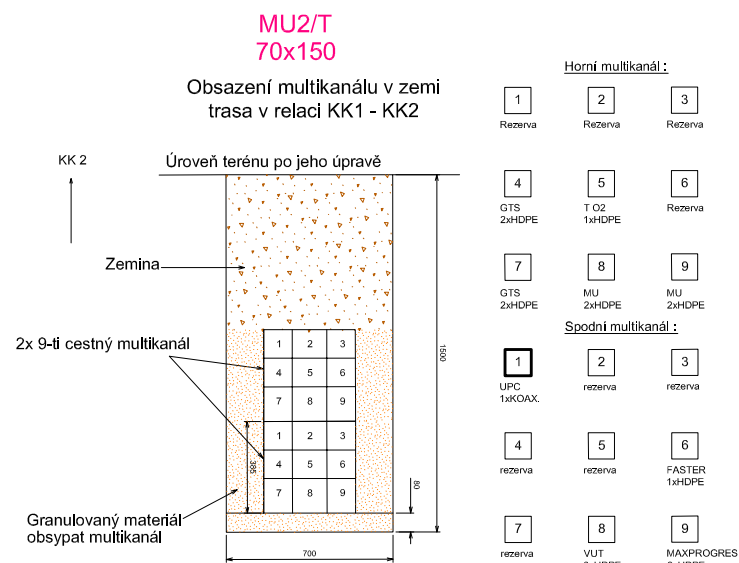 MU2/T
70x150
Obsazení multikanálu v zemi
trasa v relaci KK1 - KK2
KK 2
Úroveň terénu po jeho úpravě
Zemina
2x 9-ti cestný multikanál
Granulovaný materiál
obsypat multikanál
1 2 3
4 5 6
7 8 9
1 2 3
4 5 6
7 8 9
385
80
1500
700
Horní multikanál :
1 2 3
Rezerva Rezerva Rezerva
4 5 6
GTS T O2 Rezerva
2xHDPE 1xHDPE
7 8 9
GTS MU MU
2xHDPE 2xHDPE 2xHDPE
Spodní multikanál :
1 2 3
UPC rezerva rezerva
1xKOAX.
4 5 6
rezerva rezerva FASTER
1xHDPE
7 8 9
rezerva VUT MAXPROGRES